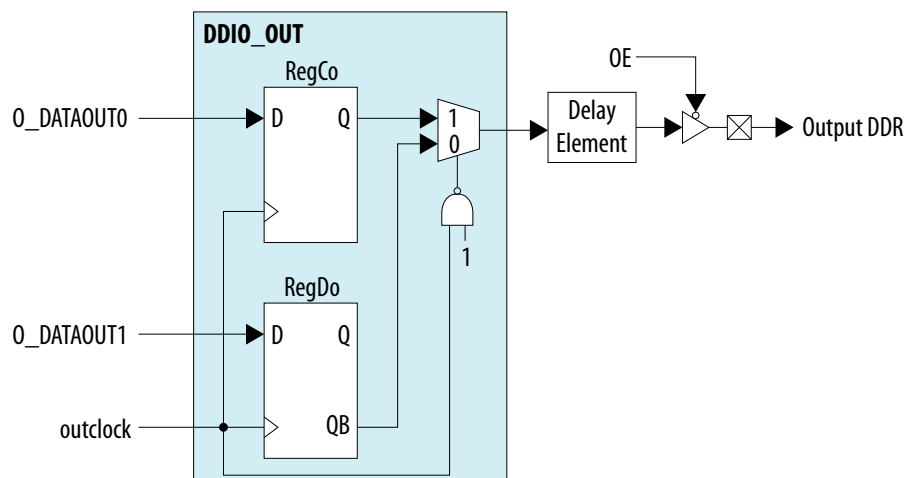 DDIO_OUT
RegCo
O_DATAOUT0
D
Q
1
0
1
OE
Delay
Element
Output DDR
RegDo
O_DATAOUT1
D
Q
QB
outclock